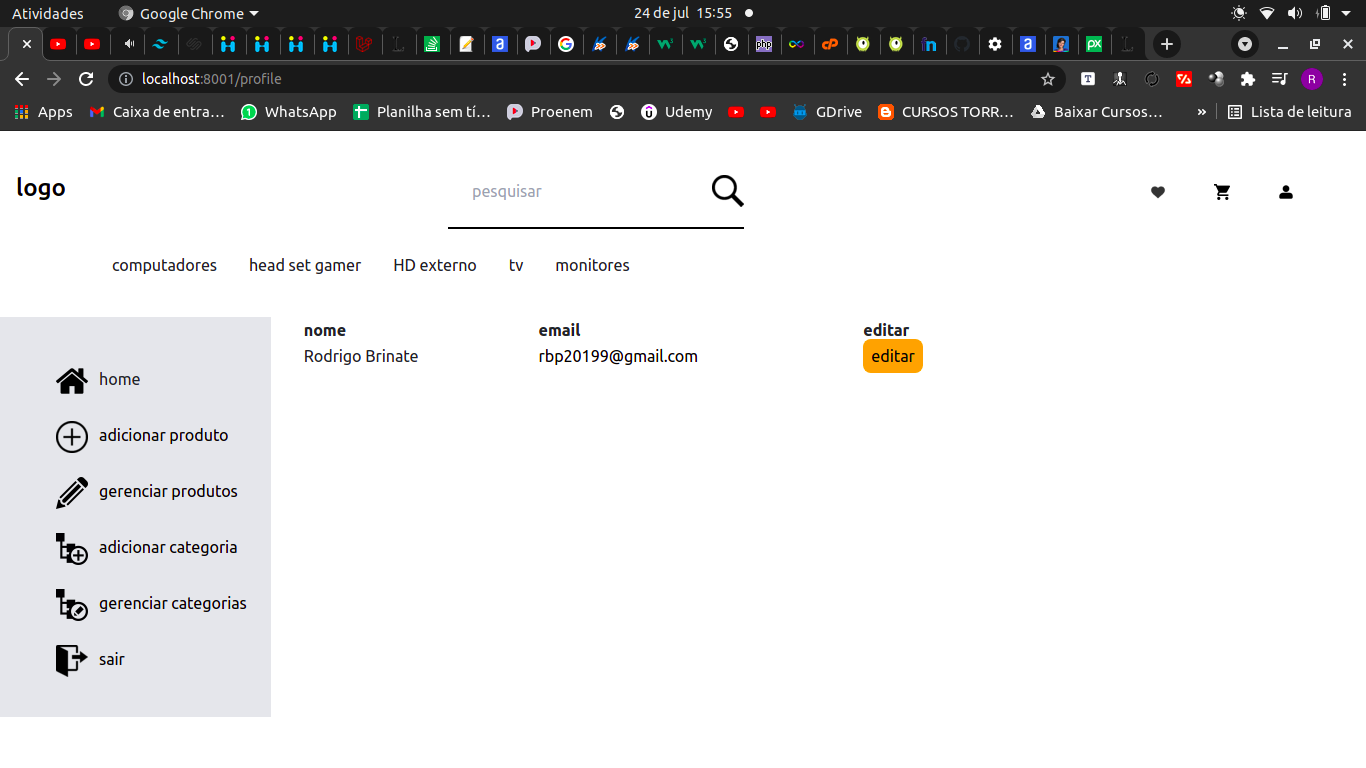 Atividades Google Chrome 24 de jul 15:55
localhost:8001/profile R
Apps Caixa de entra… WhatsApp Planilha sem tí… Proenem Udemy GDrive CURSOS TORR… Baixar Cursos… » Lista de leitura
logo pesquisar
computadores head set gamer HD externo tv monitores
nome email editar
Rodrigo Brinate rbp20199@gmail.com editar
home
adicionar produto
gerenciar produtos
adicionar categoria
gerenciar categorias
sair